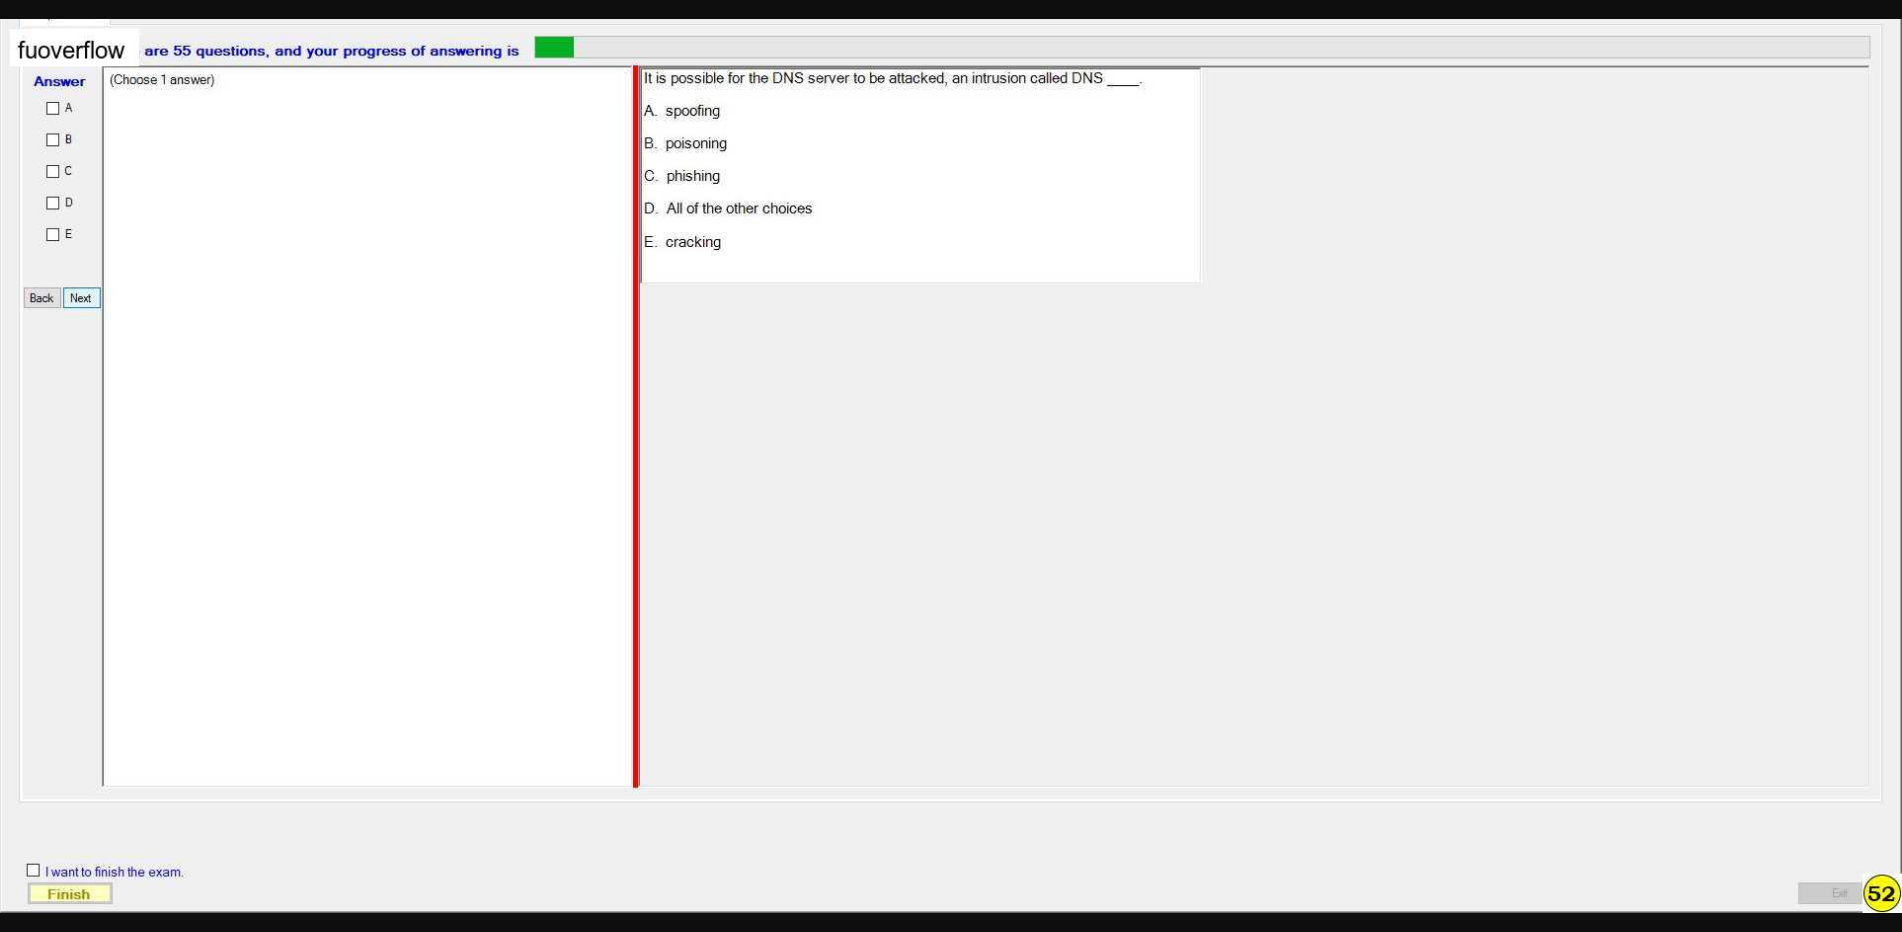 fuoverflow are 55 questions, and your progress of answering is
Answer
(Choose 1 answer)
A
B
C
D
E
Back Next
It is possible for the DNS server to be attacked, an intrusion called DNS ____.
A. spoofing
B. poisoning
C. phishing
D. All of the other choices
E. cracking
I want to finish the exam.
Finish
Exit
52